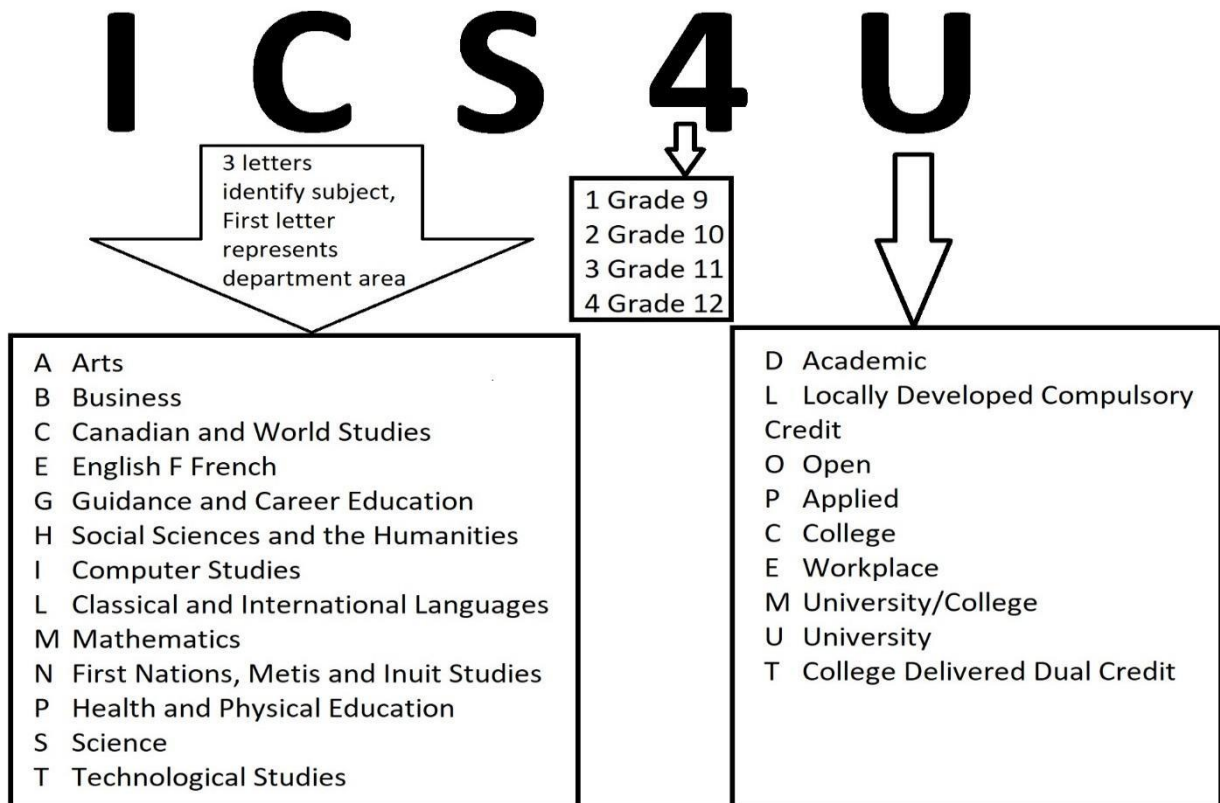 I C S 4 U
3 letters
identify subject,
First letter
represents
department area
1 Grade 9
2 Grade 10
3 Grade 11
4 Grade 12
A Arts
B Business
C Canadian and World Studies
E English F French
G Guidance and Career Education
H Social Sciences and the Humanities
I Computer Studies
L Classical and International Languages
M Mathematics
N First Nations, Metis and Inuit Studies
P Health and Physical Education
S Science
T Technological Studies
D Academic
L Locally Developed Compulsory
Credit
O Open
P Applied
C College
E Workplace
M University/College
U University
T College Delivered Dual Credit